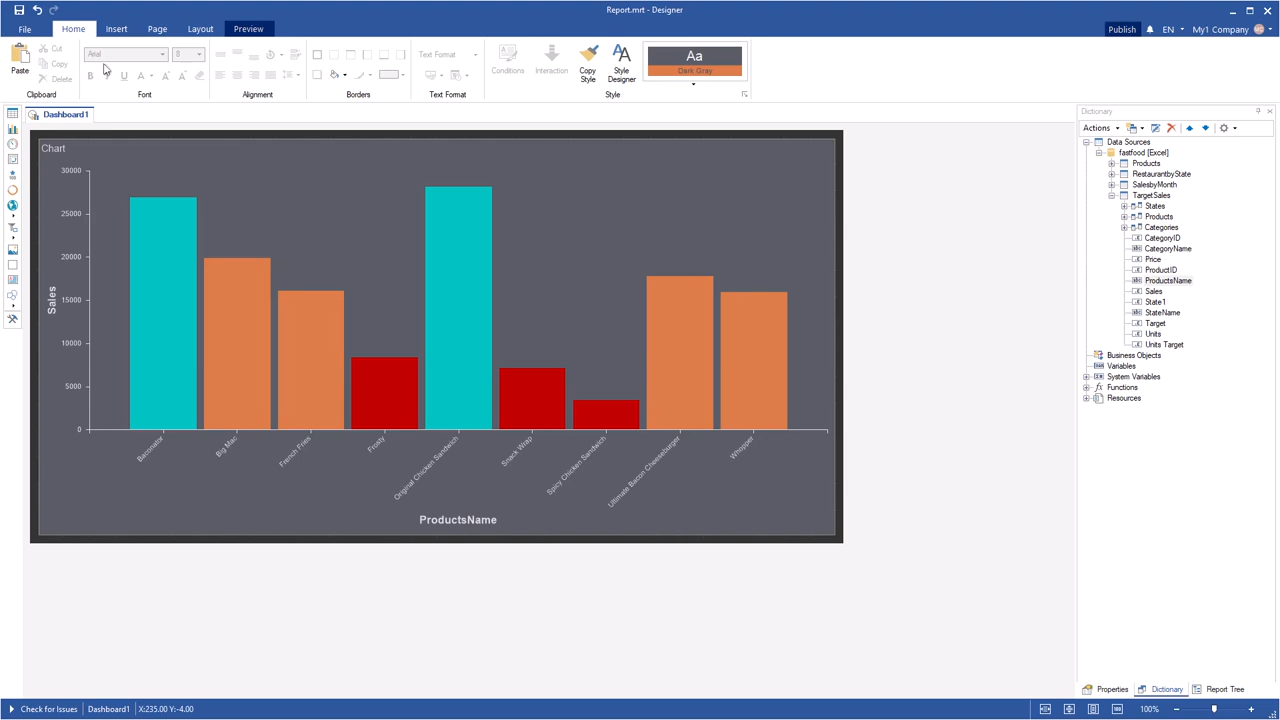 Report.mrt - Designer
File
Home
Insert
Page
Layout
Preview
Publish
EN
My1 Company
Paste
Cut
Copy
Delete
Clipboard
Arial
8
B
U
A
A
A
Font
Alignment
Borders
Text Format
Text Format
Conditions
Interaction
Copy
Style
Style
Designer
Aa
Dark Gray
Style
Dashboard1
Chart
30000
25000
20000
15000
10000
5000
0
Sales
Baconator
Big Mac
French Fries
Frosty
Original Chicken Sandwich
Snack Wrap
Spicy Chicken Sandwich
Ultimate Bacon Cheeseburger
Whopper
ProductsName
Dictionary
Actions
Data Sources
fastfood [Excel]
Products
RestaurantbyState
SalesbyMonth
TargetSales
States
Products
Categories
CategoryID
CategoryName
Price
ProductID
ProductsName
Sales
State1
StateName
Target
Units
Units Target
Business Objects
Variables
System Variables
fx Functions
Resources
Properties
Dictionary
Report Tree
Check for Issues
Dashboard1
X:235.00 Y:-4.00
100%